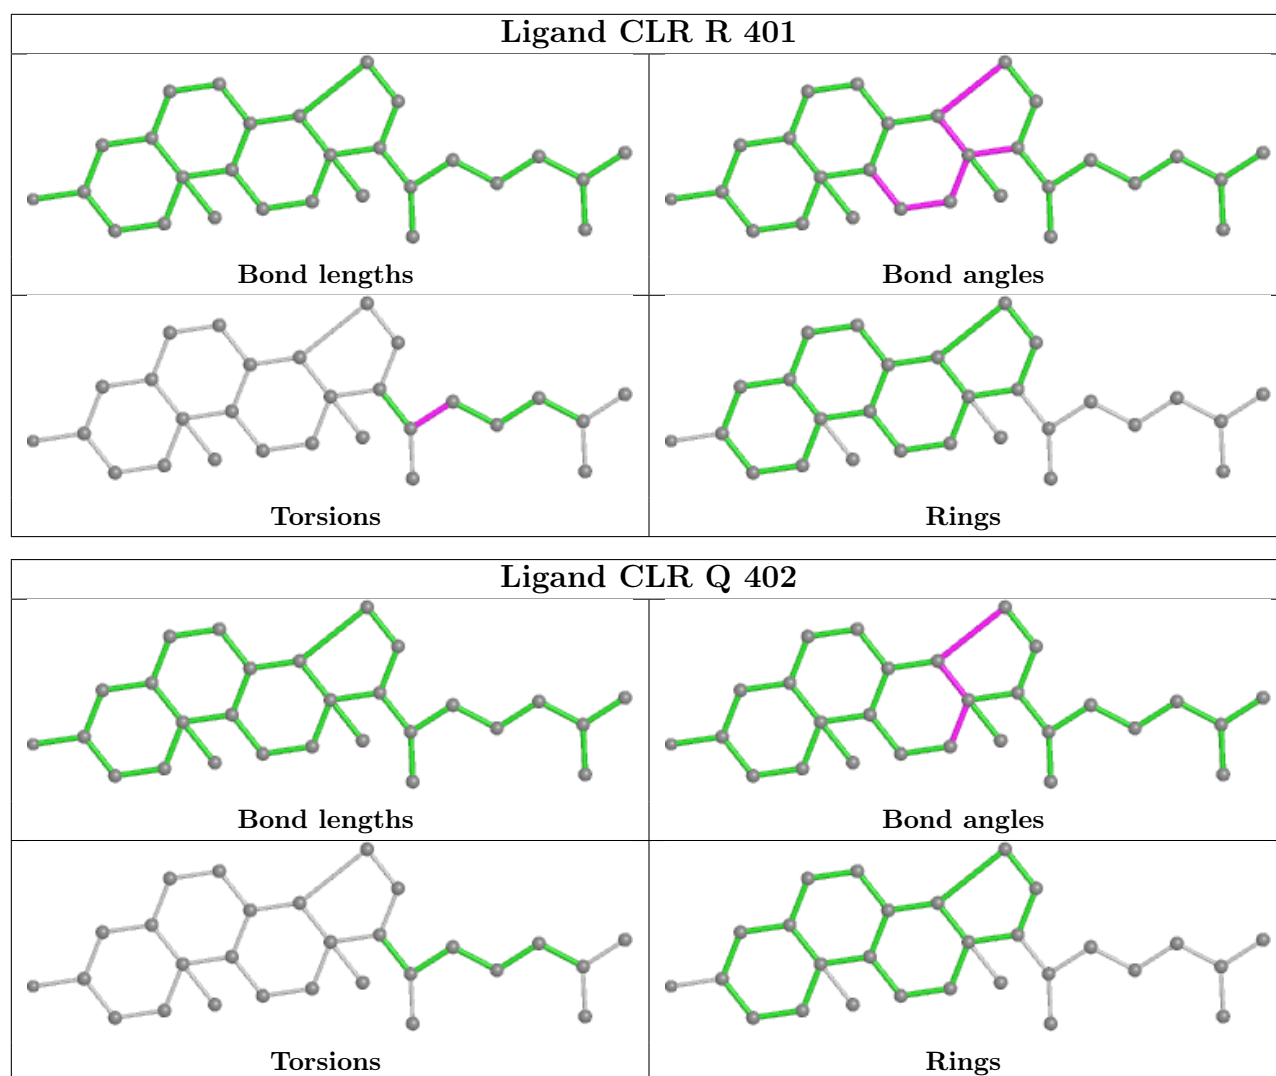 Ligand CLR R 401
Bond lengths
Bond angles
Torsions
Rings
Ligand CLR Q 402
Bond lengths
Bond angles
Torsions
Rings